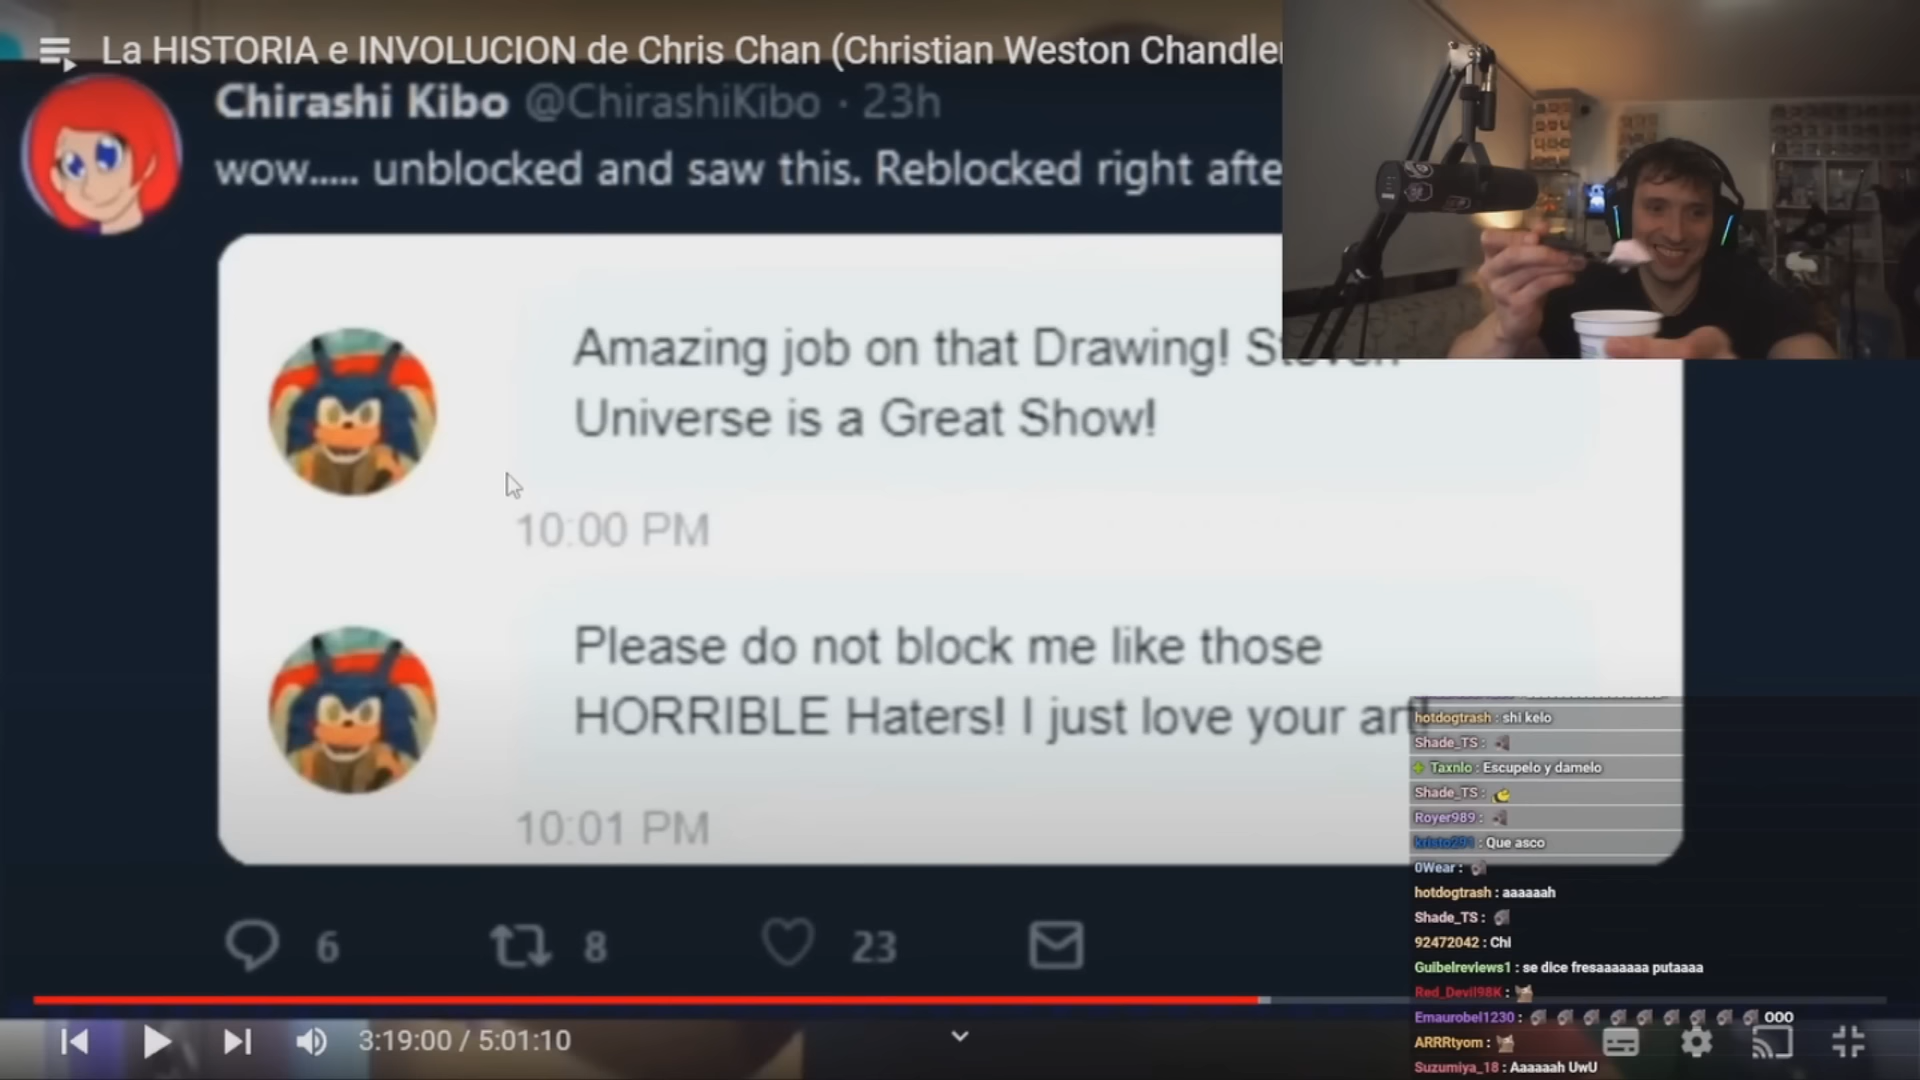 La HISTORIA e INVOLUCION de Chris Chan (Christian Weston Chandler
Chirashi Kibo @ChirashiKibo · 23h
wow..... unblocked and saw this. Reblocked right afte
Amazing job on that Drawing! Steven
Universe is a Great Show!
10:00 PM
Please do not block me like those
HORRIBLE Haters! I just love your art!
10:01 PM
6 8 23
hotdogtrash : shi kelo
Shade_TS :
Taxnlo : Escupelo y damelo
Shade_TS :
Royer989 :
kristo291 : Que asco
0Wear :
hotdogtrash : aaaaaah
Shade_TS :
92472042 : Chi
Guibelreviews1 : se dice fresaaaaaaa putaaaa
Red_Devil98K :
Emaurobel1230 : ooo
ARRRtyom :
Suzumiya_18 : Aaaaaah UwU
3:19:00 / 5:01:10